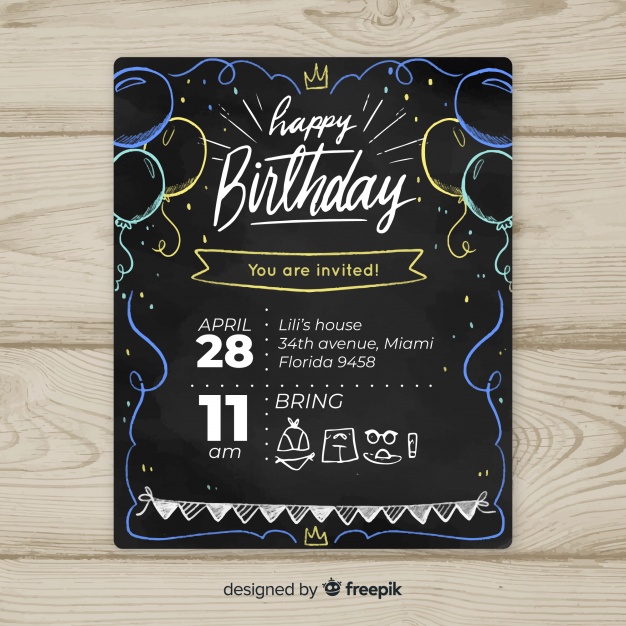 happy
Birthday
You are invited!
APRIL
28
Lili's house
34th avenue, Miami
Florida 9458
11
am
BRING
designed by freepik